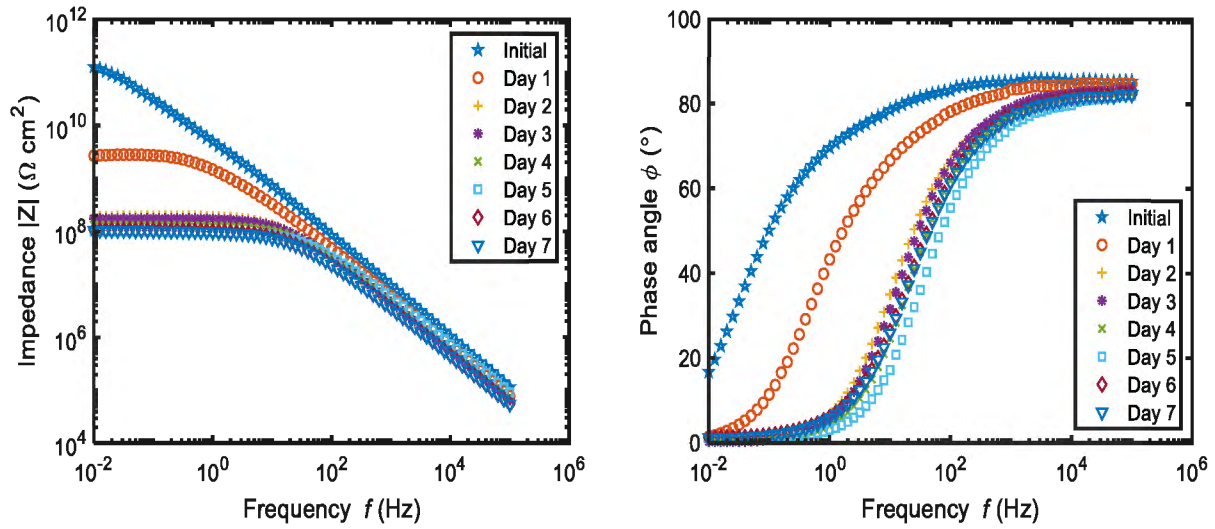 10^12
10^10
10^8
10^6
10^4
Impedance |Z| (Ω cm^2)
10^-2
10^0
10^2
10^4
10^6
Frequency f (Hz)
Initial
Day 1
Day 2
Day 3
Day 4
Day 5
Day 6
Day 7
100
80
60
40
20
0
Phase angle ϕ (°)
10^-2
10^0
10^2
10^4
10^6
Frequency f (Hz)
Initial
Day 1
Day 2
Day 3
Day 4
Day 5
Day 6
Day 7